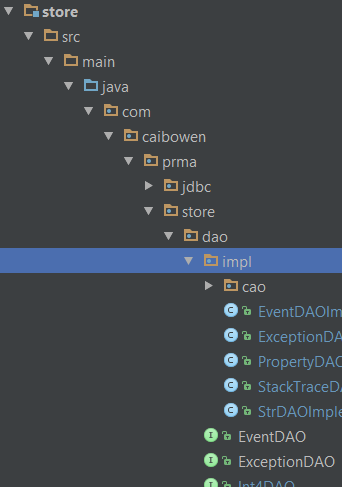 store
src
main
java
com
caibowen
prma
jdbc
store
dao
impl
cao
EventDAOIm
ExceptionDA
PropertyDAO
StackTraceD
StrDAOImple
EventDAO
ExceptionDAO
Int4DAO